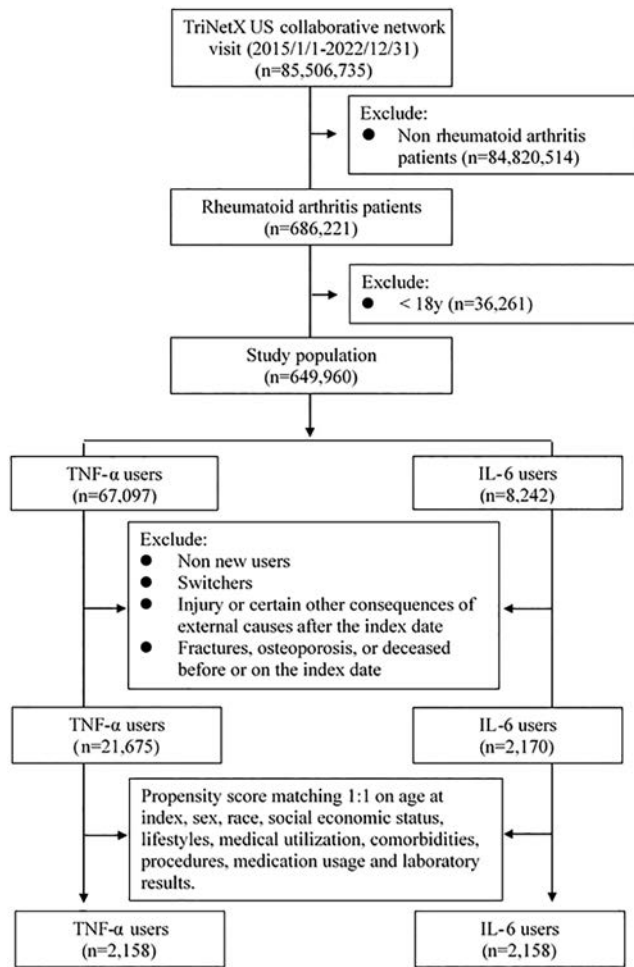 TriNetX US collaborative network
visit (2015/1/1-2022/12/31)
(n=85,506,735)
Exclude:
● Non rheumatoid arthritis
patients (n=84,820,514)
Rheumatoid arthritis patients
(n=686,221)
Exclude:
● < 18y (n=36,261)
Study population
(n=649,960)
TNF-α users
(n=67,097)
IL-6 users
(n=8,242)
Exclude:
● Non new users
● Switchers
● Injury or certain other consequences of
external causes after the index date
● Fractures, osteoporosis, or deceased
before or on the index date
TNF-α users
(n=21,675)
IL-6 users
(n=2,170)
Propensity score matching 1:1 on age at
index, sex, race, social economic status,
lifestyles, medical utilization, comorbidities,
procedures, medication usage and laboratory
results.
TNF-α users
(n=2,158)
IL-6 users
(n=2,158)